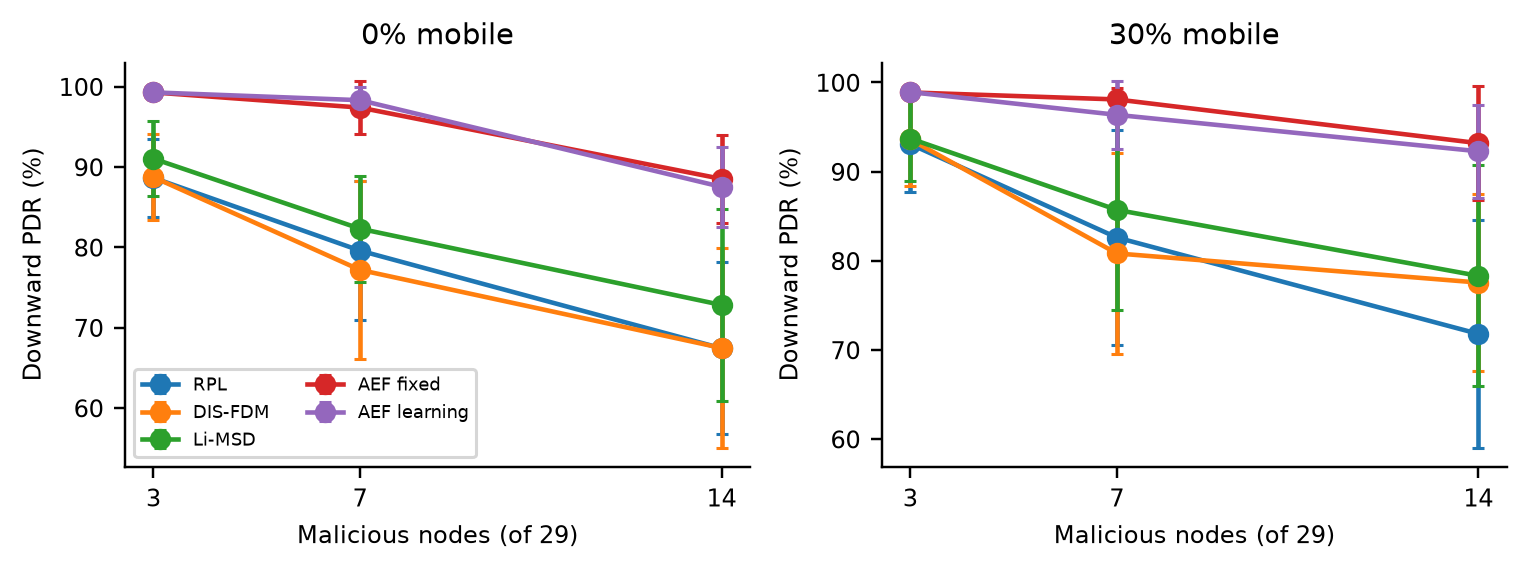 0% mobile
Downward PDR (%)
100
90
80
70
60
RPL
DIS-FDM
Li-MSD
AEF fixed
AEF learning
3
7
14
Malicious nodes (of 29)
30% mobile
Downward PDR (%)
100
90
80
70
60
3
7
14
Malicious nodes (of 29)